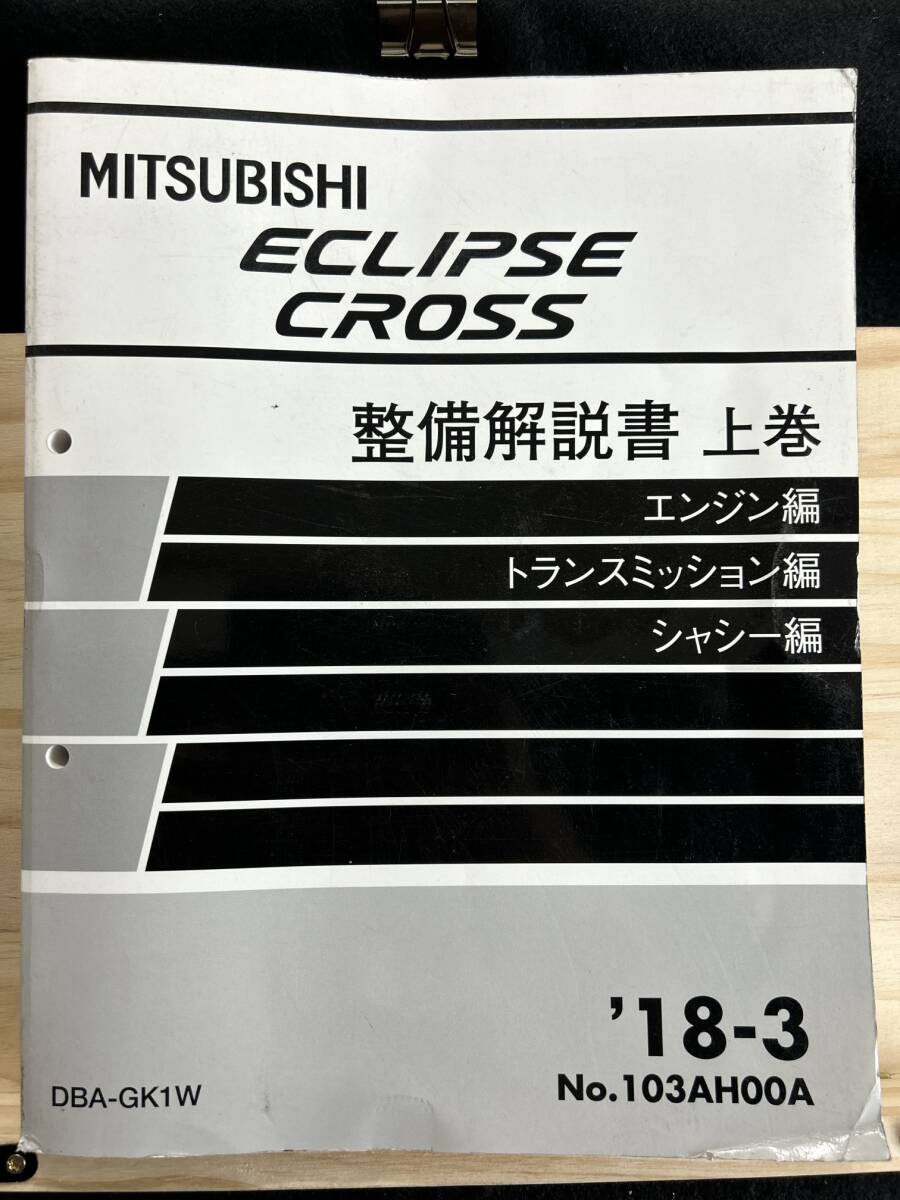 MITSUBISHI
ECLIPSE
CROSS
整備解説書 上巻
エンジン編
トランスミッション編
シャシー編
'18-3
DBA-GK1W
No.103AH00A